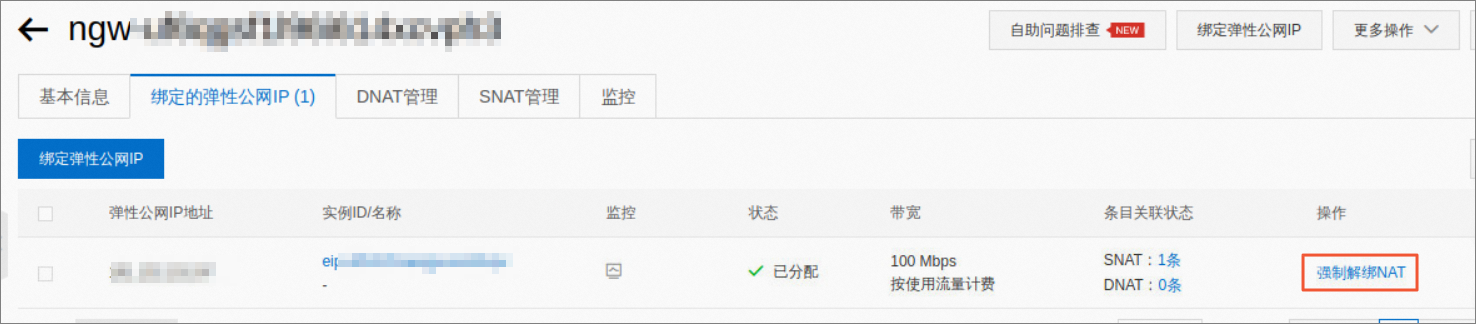 ngw-
自助问题排查 NEW 绑定弹性公网IP 更多操作
基本信息 绑定的弹性公网IP (1) DNAT管理 SNAT管理 监控
绑定弹性公网IP
弹性公网IP地址 实例ID/名称 监控 状态 带宽 条目关联状态 操作
eip
-
已分配
100 Mbps
按使用流量计费
SNAT：1条
DNAT：0条
强制解绑NAT